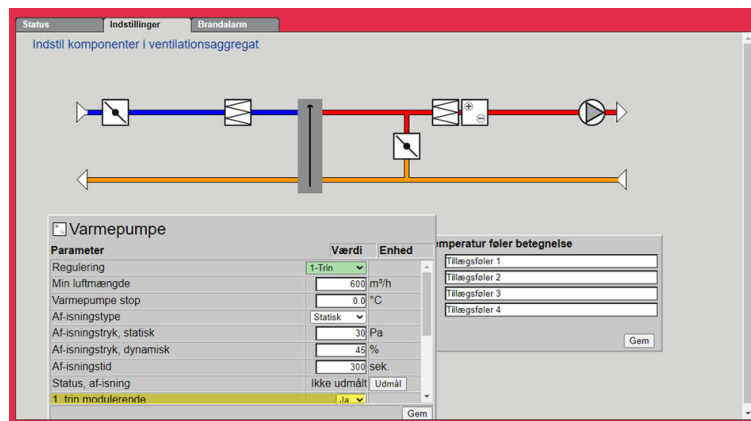 Status Indstillinger Brandalarm
Indstil komponenter i ventilationsaggregat
Varmepumpe
Parameter Værdi Enhed
Regulering 1-Trin
Min luftmængde 600 m³/h
Varmepumpe stop 0.0 °C
Af-isningstype Statisk
Af-isningstryk, statisk 30 Pa
Af-isningstryk, dynamisk 45 %
Af-isningstid 300 sek.
Status, af-isning Ikke udmålt Udmål
1. trin modulerende Ja
Gem
emperatur føler betegnelse
Tillægsføler 1
Tillægsføler 2
Tillægsføler 3
Tillægsføler 4
Gem